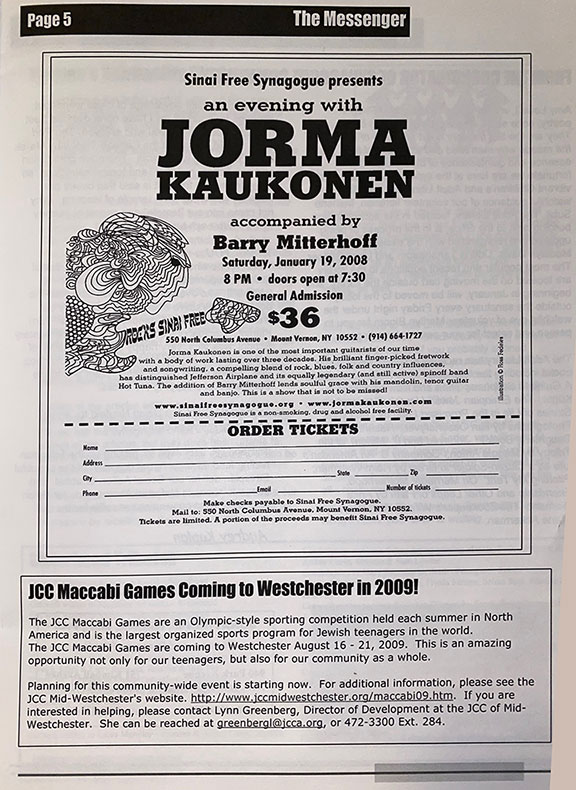 Page 5
The Messenger
Sinai Free Synagogue presents
an evening with
JORMA
KAUKONEN
accompanied by
Barry Mitterhoff
Saturday, January 19, 2008
8 PM • doors open at 7:30
General Admission
$36
ROCKS SINAI FREE
550 North Columbus Avenue • Mount Vernon, NY 10552 • (914) 664-1727
Jorma Kaukonen is one of the most important guitarists of our time
with a body of work lasting over three decades. His brilliant finger-picked fretwork
and songwriting, a compelling blend of rock, blues, folk and country influences,
has distinguished Jefferson Airplane and its equally legendary (and still active) spinoff band
Hot Tuna. The addition of Barry Mitterhoff lends soulful grace with his mandolin, tenor guitar
and banjo. This is a show that is not to be missed!
www.sinaifreesynagogue.org • www.jormakaukonen.com
Sinai Free Synagogue is a non-smoking, drug and alcohol free facility.
Illustration © Ross Fedeles
ORDER TICKETS
Name
Address
City State Zip
Phone Email Number of tickets
Make checks payable to Sinai Free Synagogue.
Mail to: 550 North Columbus Avenue, Mount Vernon, NY 10552.
Tickets are limited. A portion of the proceeds may benefit Sinai Free Synagogue.
JCC Maccabi Games Coming to Westchester in 2009!
The JCC Maccabi Games are an Olympic-style sporting competition held each summer in North
America and is the largest organized sports program for Jewish teenagers in the world.
The JCC Maccabi Games are coming to Westchester August 16 - 21, 2009. This is an amazing
opportunity not only for our teenagers, but also for our community as a whole.
Planning for this community-wide event is starting now. For additional information, please see the
JCC Mid-Westchester's website. http://www.jccmidwestchester.org/maccabi09.htm. If you are
interested in helping, please contact Lynn Greenberg, Director of Development at the JCC of Mid-
Westchester. She can be reached at greenbergl@jcca.org, or 472-3300 Ext. 284.